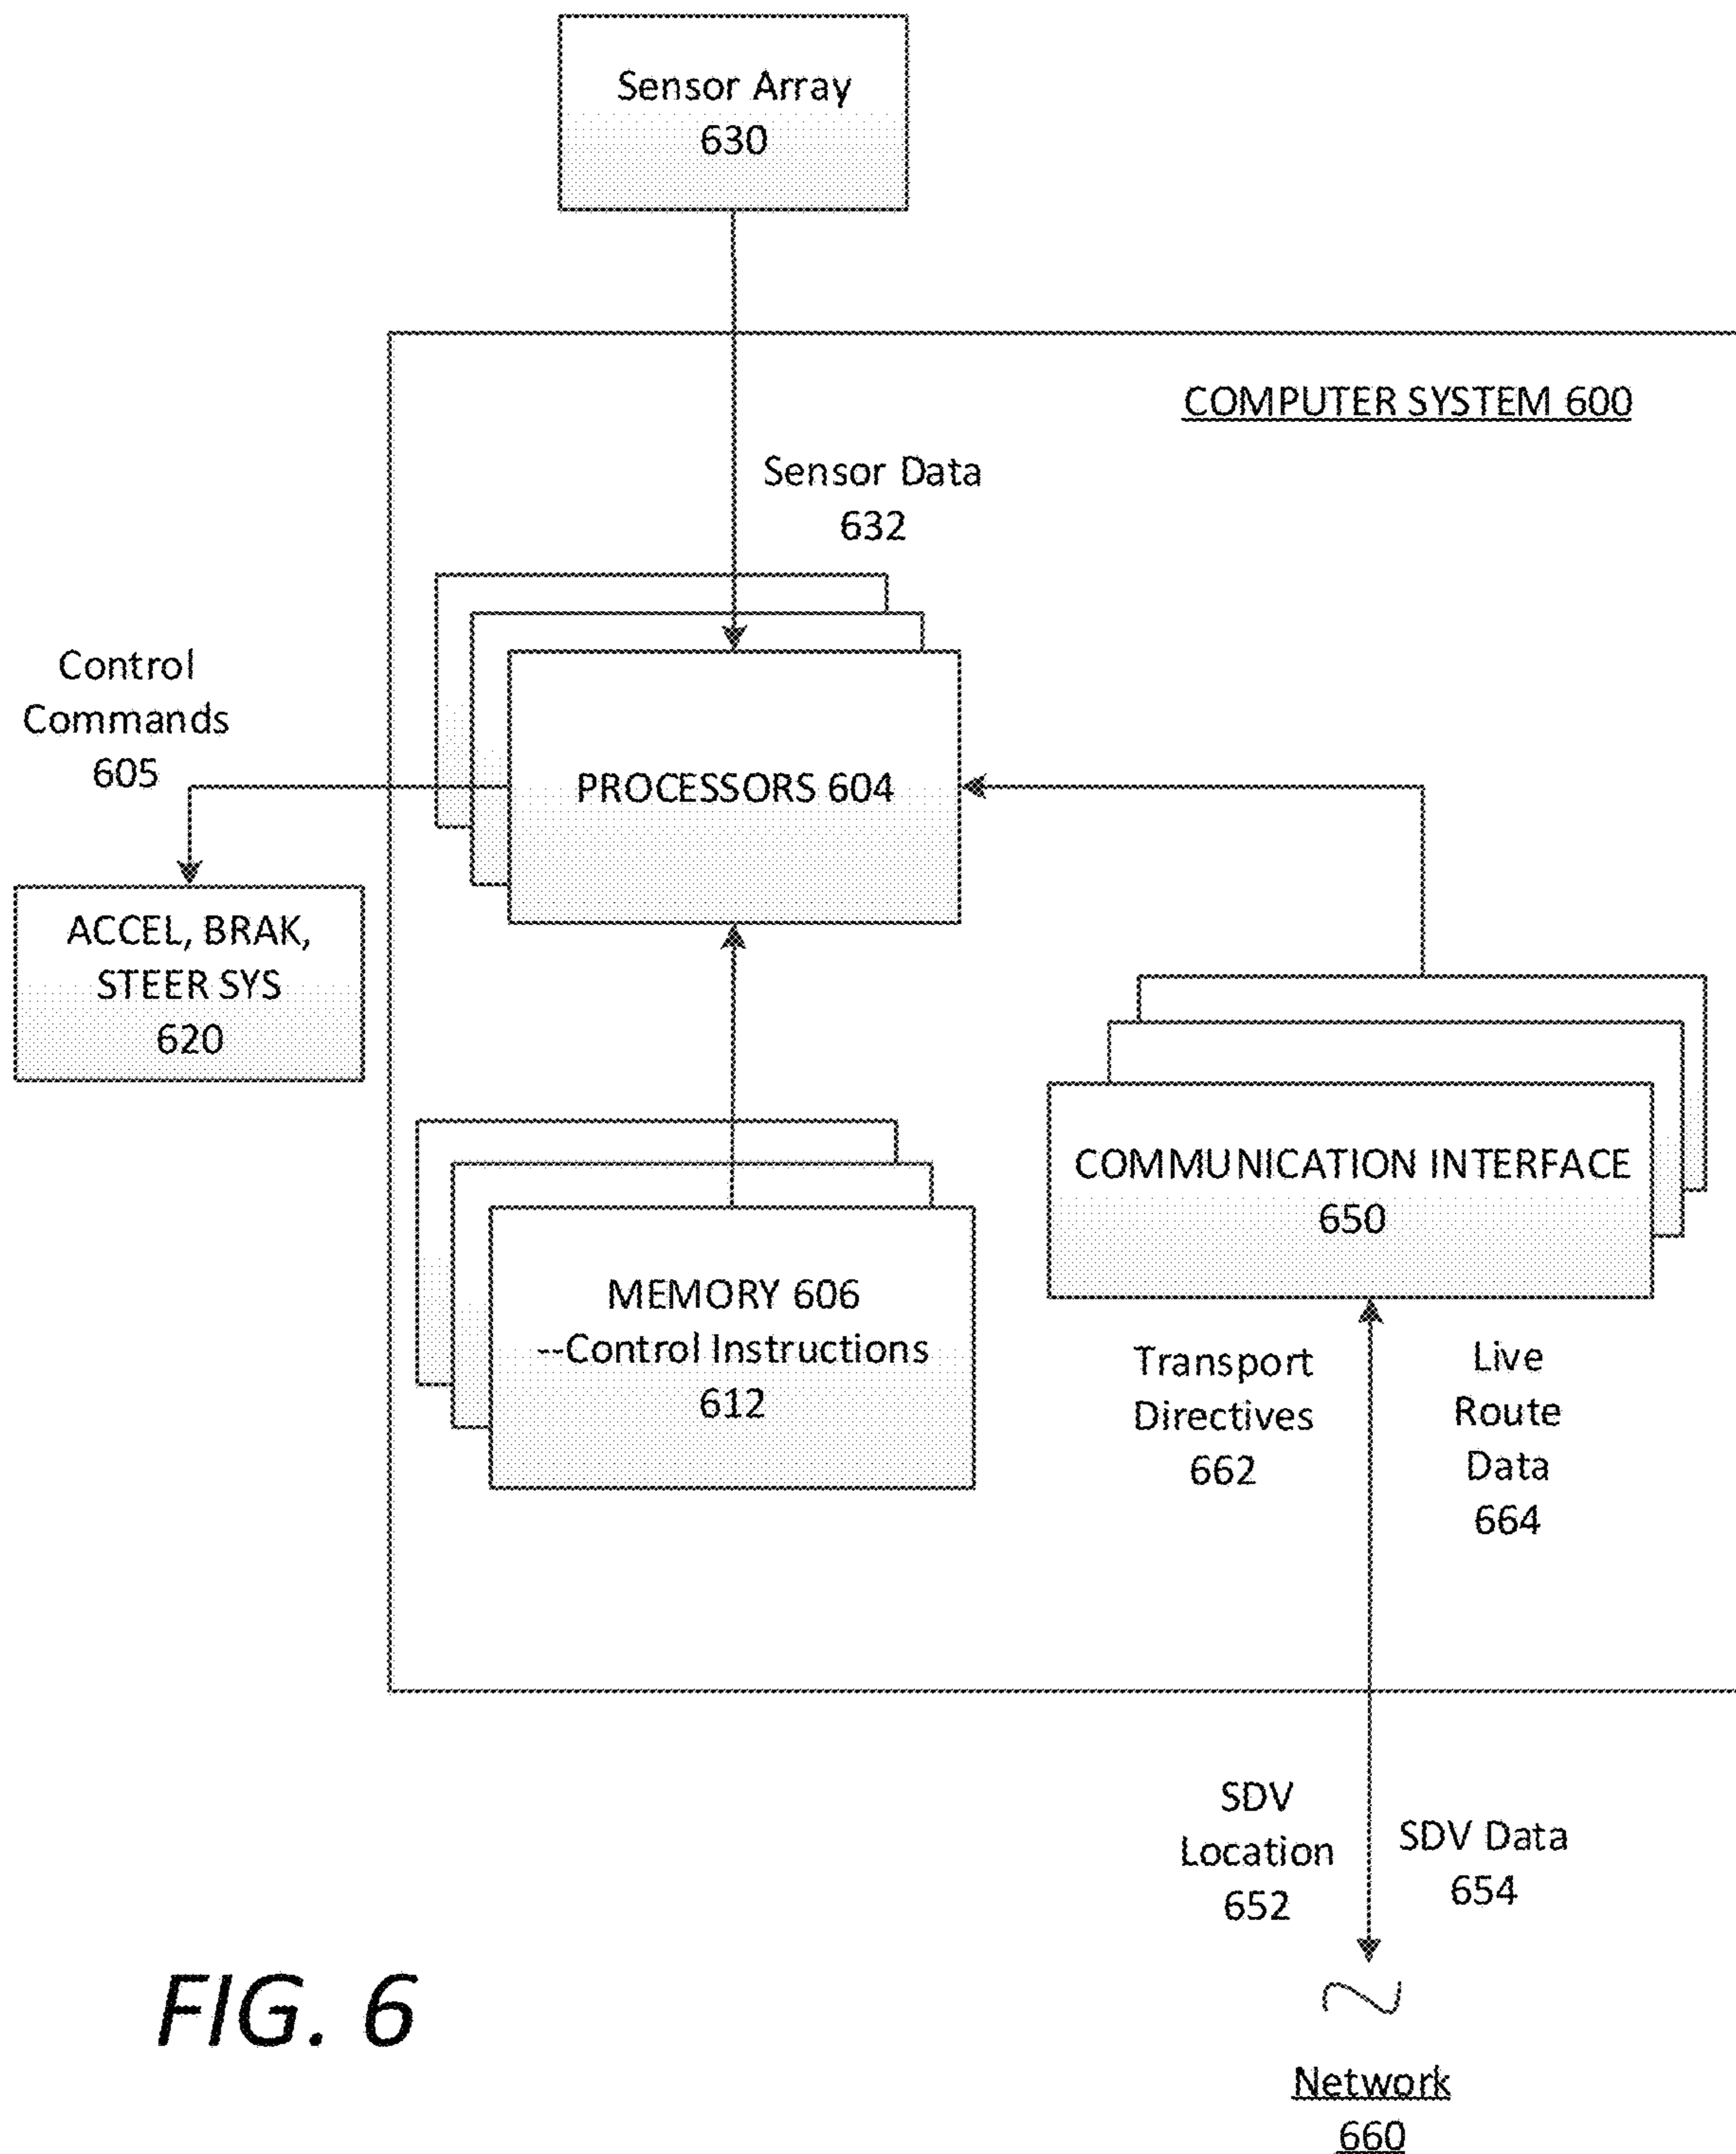 Sensor Array
630
COMPUTER SYSTEM 600
Sensor Data
632
Control
Commands
605
PROCESSORS 604
ACCEL, BRAK,
STEER SYS
620
COMMUNICATION INTERFACE
650
MEMORY 606
--Control Instructions
612
Transport
Directives
662
Live
Route
Data
664
SDV
Location
652
SDV Data
654
FIG. 6
Network
660